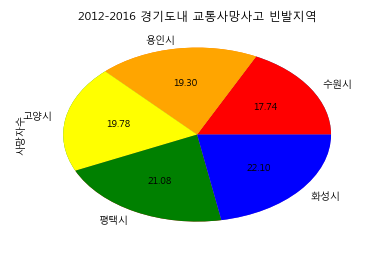 2012-2016 경기도내 교통사망사고 빈발지역
용인시
19.30
수원시
17.74
고양시
19.78
사망자수
21.08
22.10
화성시
평택시